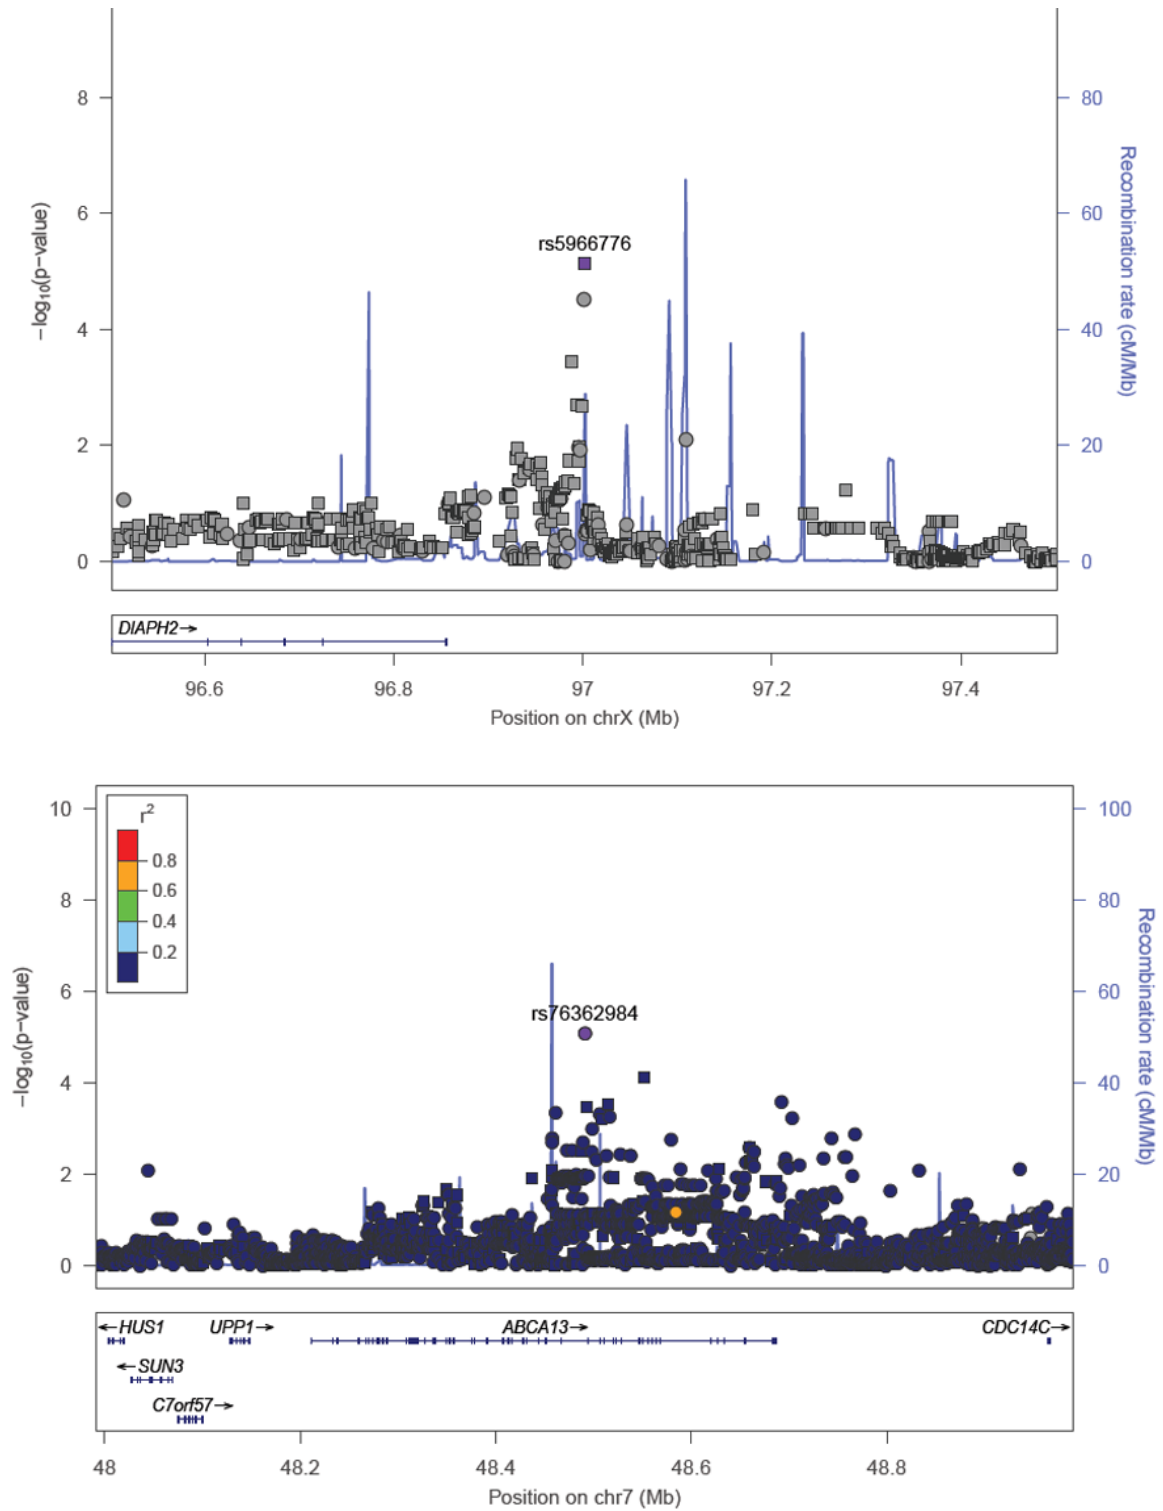 8
6
4
2
0
−log10(p−value)
80
60
40
20
0
Recombination rate (cM/Mb)
rs5966776
DIAPH2→
96.6 96.8 97 97.2 97.4
Position on chrX (Mb)
10
8
6
4
2
0
−log10(p−value)
r2
0.8
0.6
0.4
0.2
100
80
60
40
20
0
Recombination rate (cM/Mb)
rs76362984
←HUS1 UPP1→ ABCA13→ CDC14C→
←SUN3
C7orf57→
48 48.2 48.4 48.6 48.8
Position on chr7 (Mb)